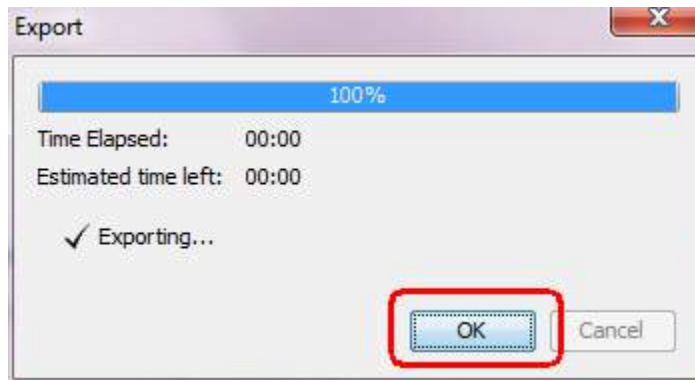 Export
100%
Time Elapsed: 00:00
Estimated time left: 00:00
Exporting...
OK Cancel